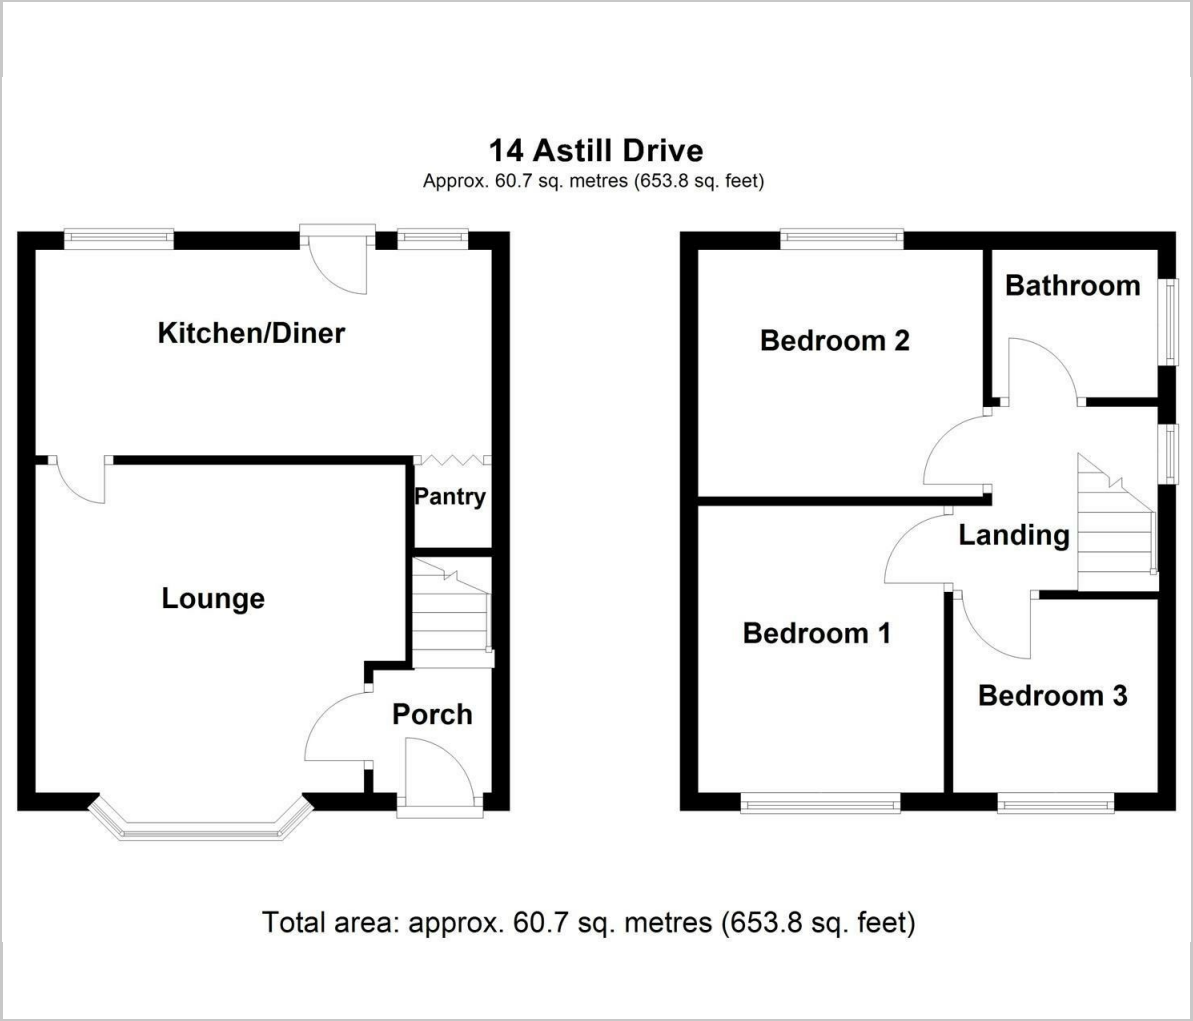 14 Astill Drive
Approx. 60.7 sq. metres (653.8 sq. feet)
Kitchen/Diner
Pantry
Lounge
Porch
Bedroom 2
Bathroom
Landing
Bedroom 1
Bedroom 3
Total area: approx. 60.7 sq. metres (653.8 sq. feet)